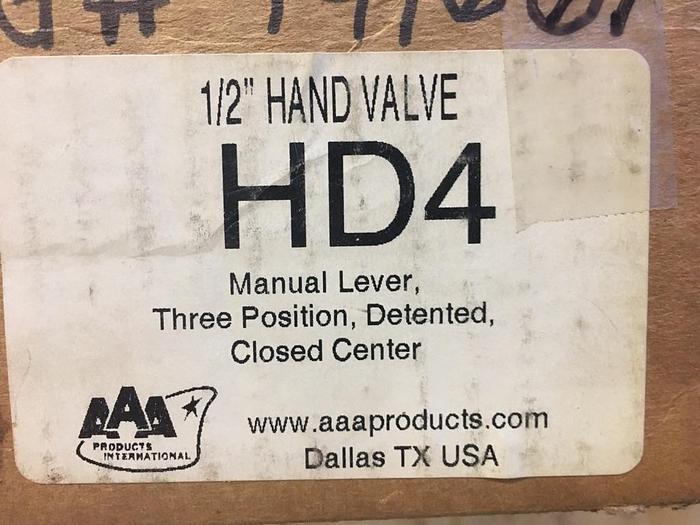 1/2" HAND VALVE
HD4
Manual Lever,
Three Position, Detented,
Closed Center
AAA
PRODUCTS
INTERNATIONAL
www.aaaproducts.com
Dallas TX USA